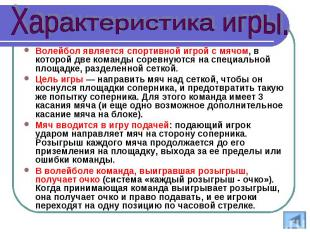 Характеристика игры.
Волейбол является спортивной игрой с мячом, в
которой две команды соревнуются на специальной
площадке, разделенной сеткой.
Цель игры — направить мяч над сеткой, чтобы он
коснулся площадки соперника, и предотвратить такую
же попытку соперника. Для этого команда имеет 3
касания мяча (и еще одно возможное дополнительное
касание мяча на блоке).
Мяч вводится в игру подачей: подающий игрок
ударом направляет мяч на сторону соперника.
Розыгрыш каждого мяча продолжается до его
приземления на площадку, выхода за ее пределы или
ошибки команды.
В волейболе команда, выигравшая розыгрыш,
получает очко (система «каждый розыгрыш - очко»).
Когда принимающая команда выигрывает розыгрыш,
она получает очко и право подавать, и ее игроки
переходят на одну позицию по часовой стрелке.